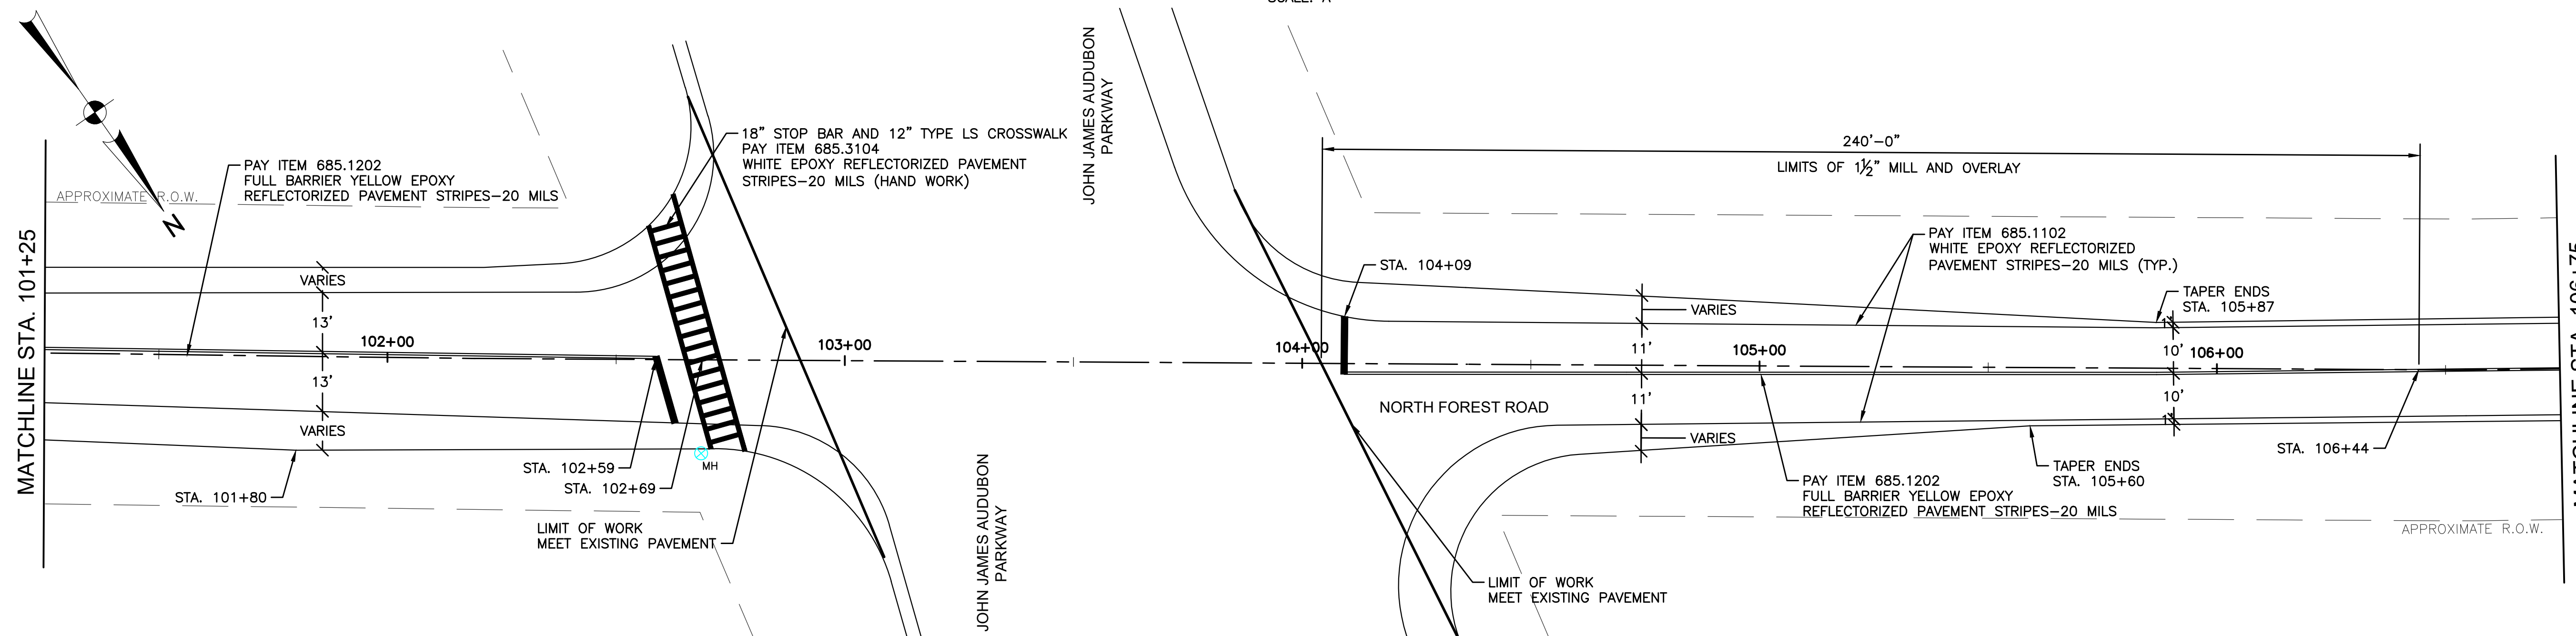 MATCHLINE STA. 101+25
N
APPROXIMATE R.O.W.
PAY ITEM 685.1202
FULL BARRIER YELLOW EPOXY
REFLECTORIZED PAVEMENT STRIPES-20 MILS
18" STOP BAR AND 12" TYPE LS CROSSWALK
PAY ITEM 685.3104
WHITE EPOXY REFLECTORIZED PAVEMENT
STRIPES-20 MILS (HAND WORK)
JOHN JAMES AUDUBON
PARKWAY
240'-0"
LIMITS OF 1½" MILL AND OVERLAY
STA. 104+09
PAY ITEM 685.1102
WHITE EPOXY REFLECTORIZED
PAVEMENT STRIPES-20 MILS (TYP.)
TAPER ENDS
STA. 105+87
VARIES
13'
13'
VARIES
102+00
103+00
104+00
105+00
106+00
VARIES
11'
11'
VARIES
1'
10'
10'
1'
NORTH FOREST ROAD
STA. 101+80
STA. 102+59
STA. 102+69
MH
LIMIT OF WORK
MEET EXISTING PAVEMENT
JOHN JAMES AUDUBON
PARKWAY
LIMIT OF WORK
MEET EXISTING PAVEMENT
PAY ITEM 685.1202
FULL BARRIER YELLOW EPOXY
REFLECTORIZED PAVEMENT STRIPES-20 MILS
TAPER ENDS
STA. 105+60
STA. 106+44
APPROXIMATE R.O.W.
MATCHLINE STA. 106+75